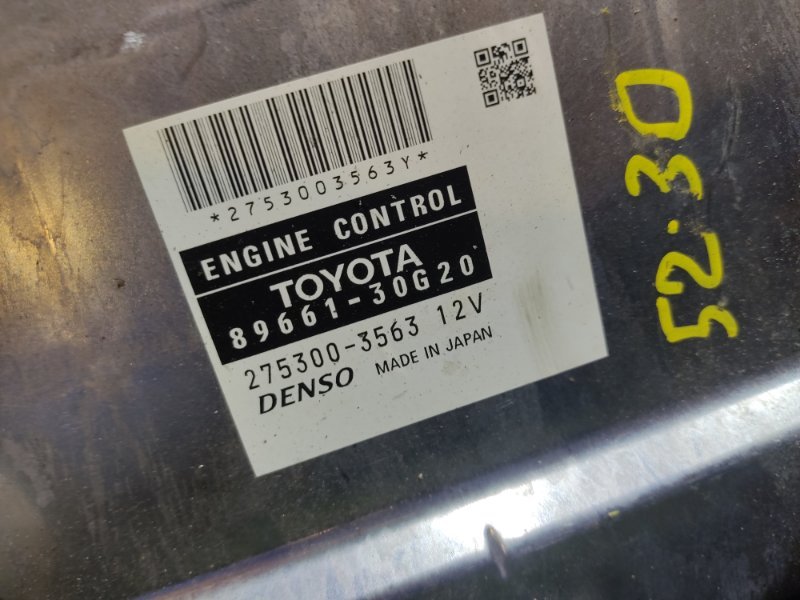 *2753003563Y*
ENGINE CONTROL
TOYOTA
89661-30G20
275300-3563 12V
DENSO MADE IN JAPAN
52.30